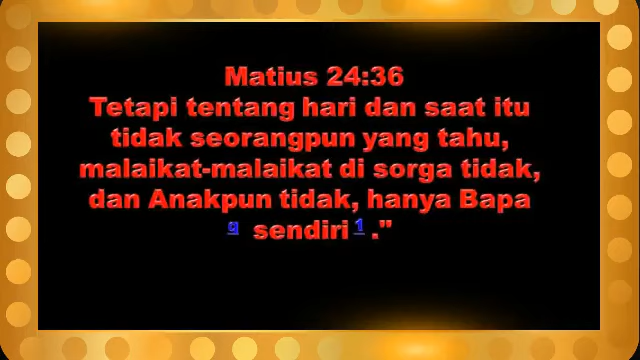 Matius 24:36
Tetapi tentang hari dan saat itu
tidak seorangpun yang tahu,
malaikat-malaikat di sorga tidak,
dan Anakpun tidak, hanya Bapa
g sendiri 1 ."